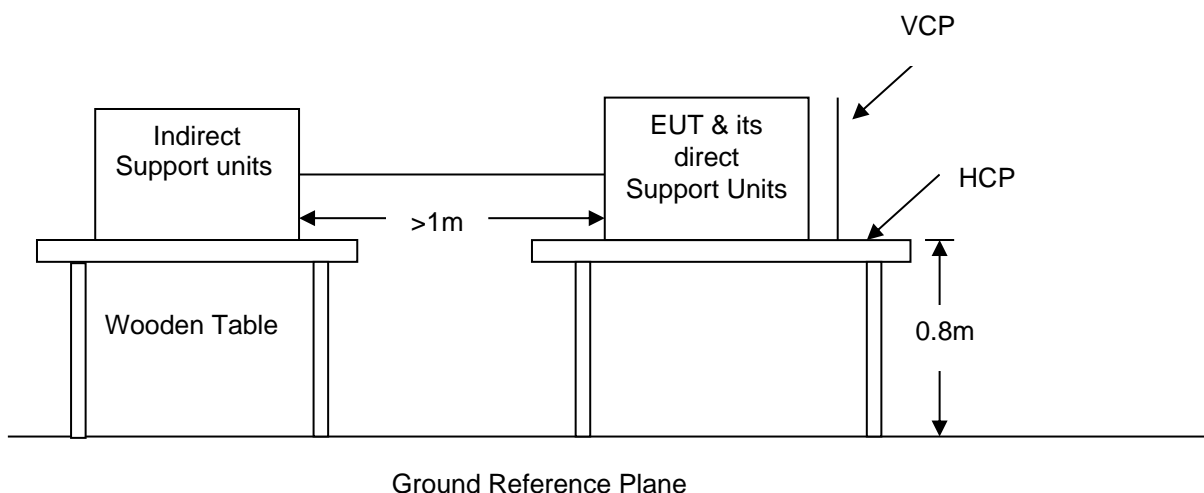 VCP
Indirect
Support units
EUT & its
direct
Support Units
HCP
>1m
Wooden Table
0.8m
Ground Reference Plane